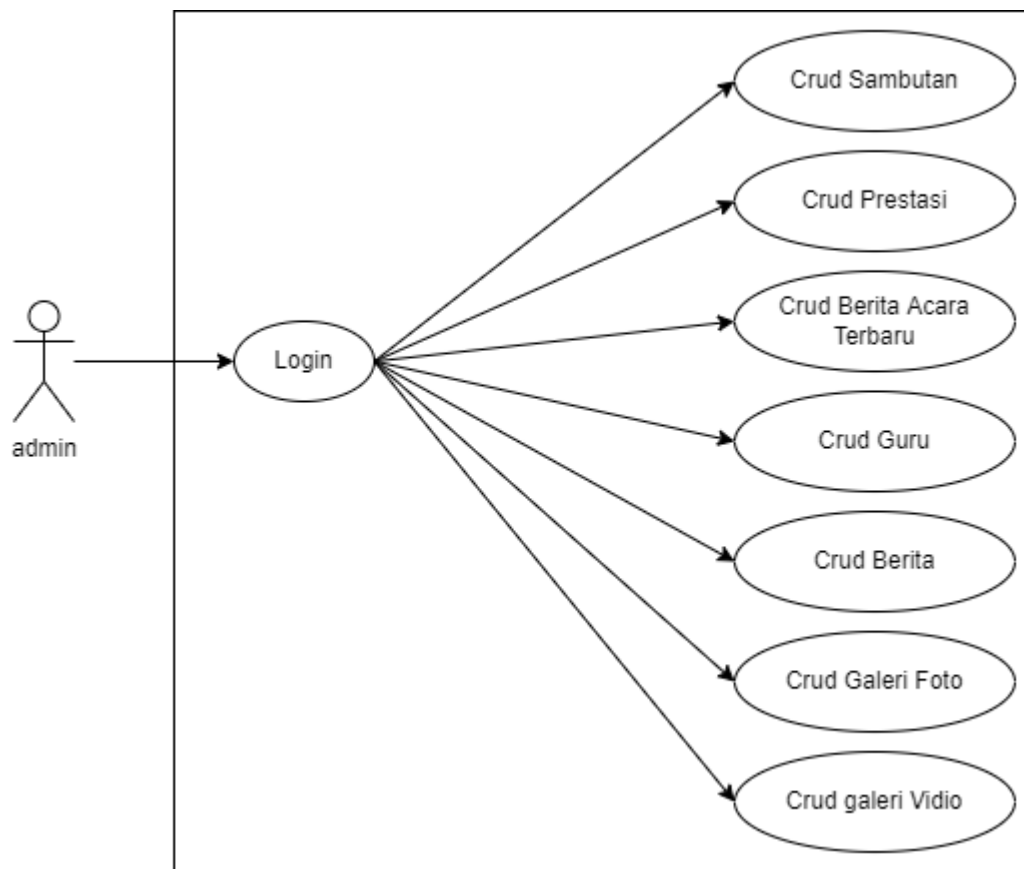 Crud Sambutan
Crud Prestasi
Crud Berita Acara
Terbaru
Login
admin
Crud Guru
Crud Berita
Crud Galeri Foto
Crud galeri Vidio